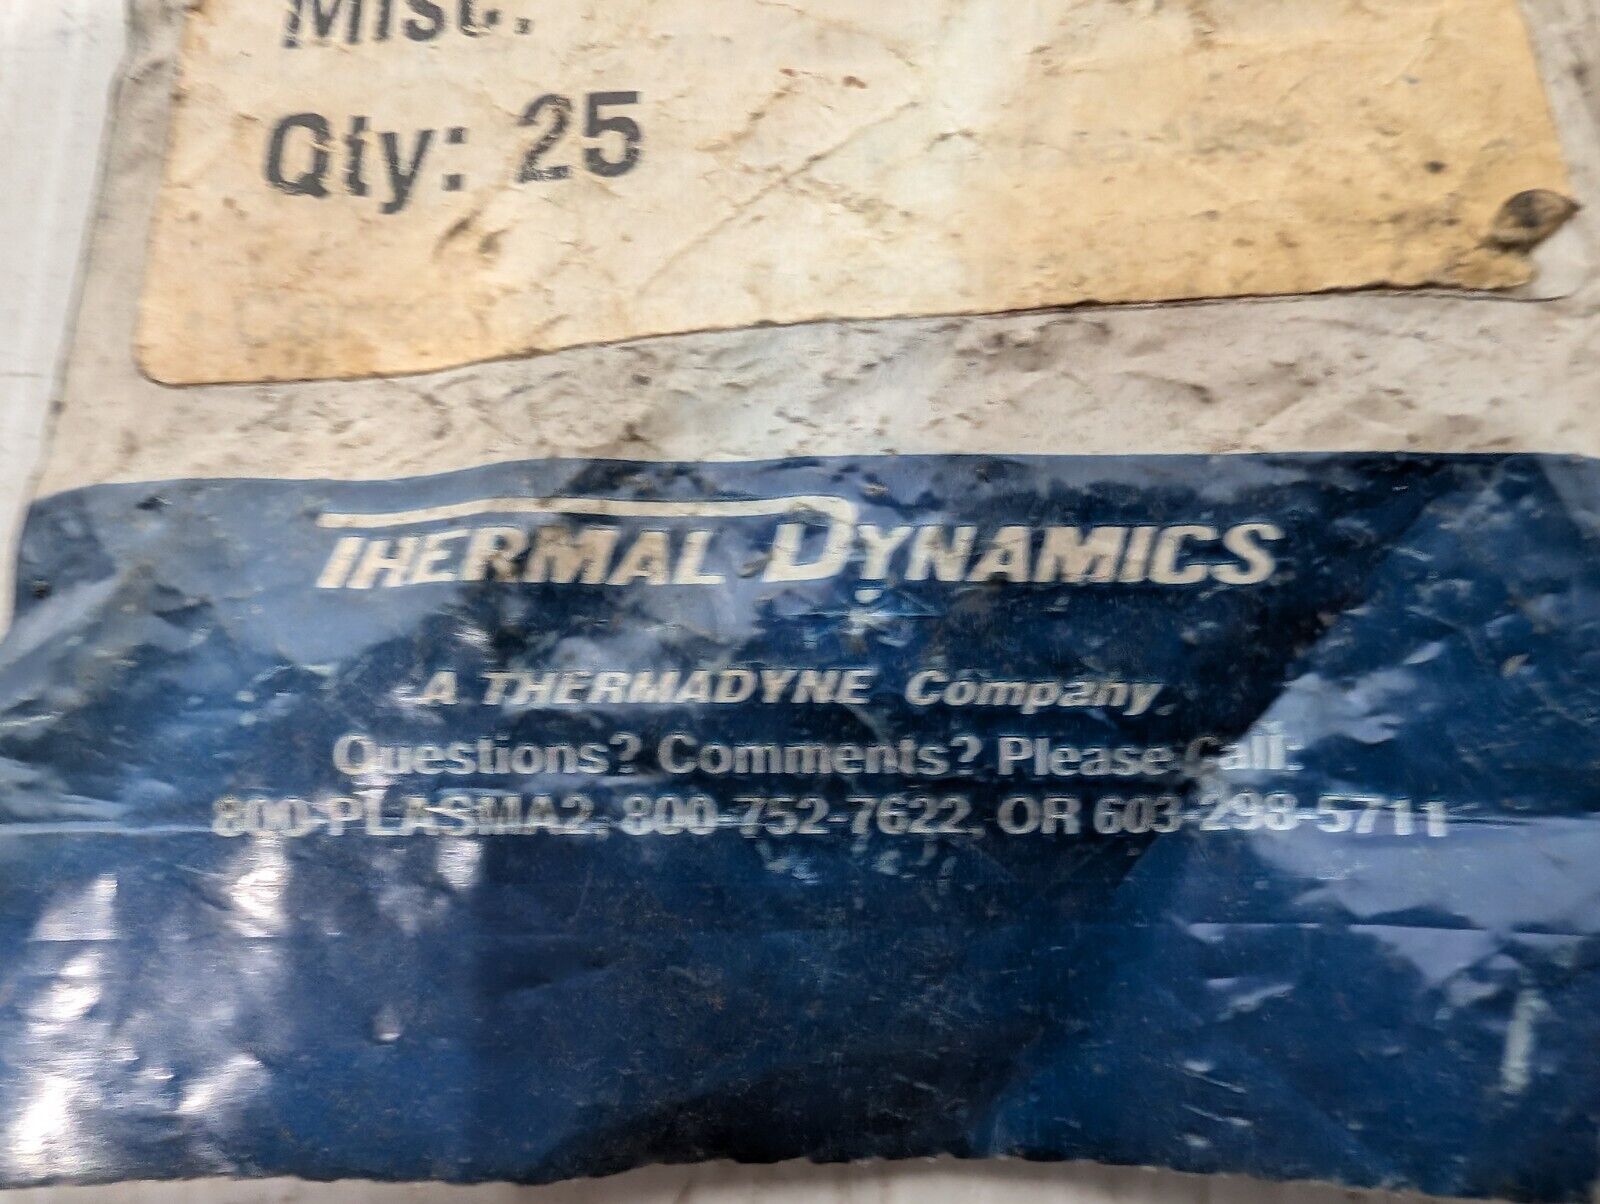 Misc.
Qty: 25
THERMAL DYNAMICS
A THERMADYNE Company
Questions? Comments? Please Call:
800-PLASMA2, 800-752-7622, OR 603-298-5711